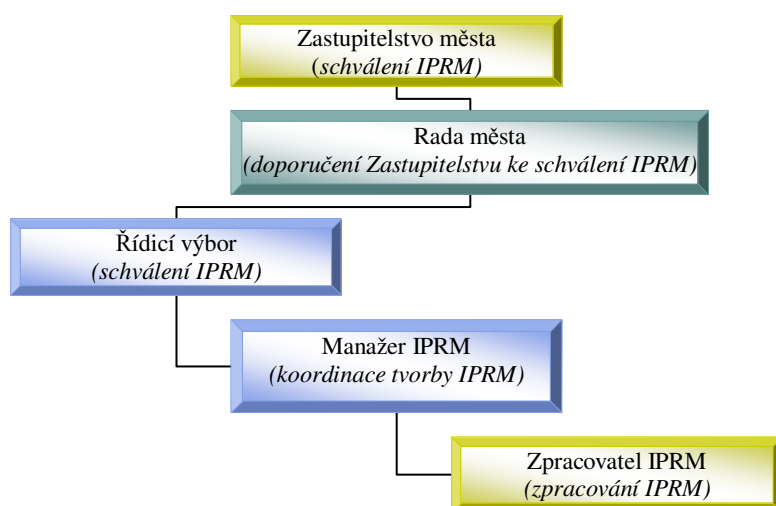 Zastupitelstvo města
(schválení IPRM)
Rada města
(doporučení Zastupitelstvu ke schválení IPRM)
Řídicí výbor
(schválení IPRM)
Manažer IPRM
(koordinace tvorby IPRM)
Zpracovatel IPRM
(zpracování IPRM)